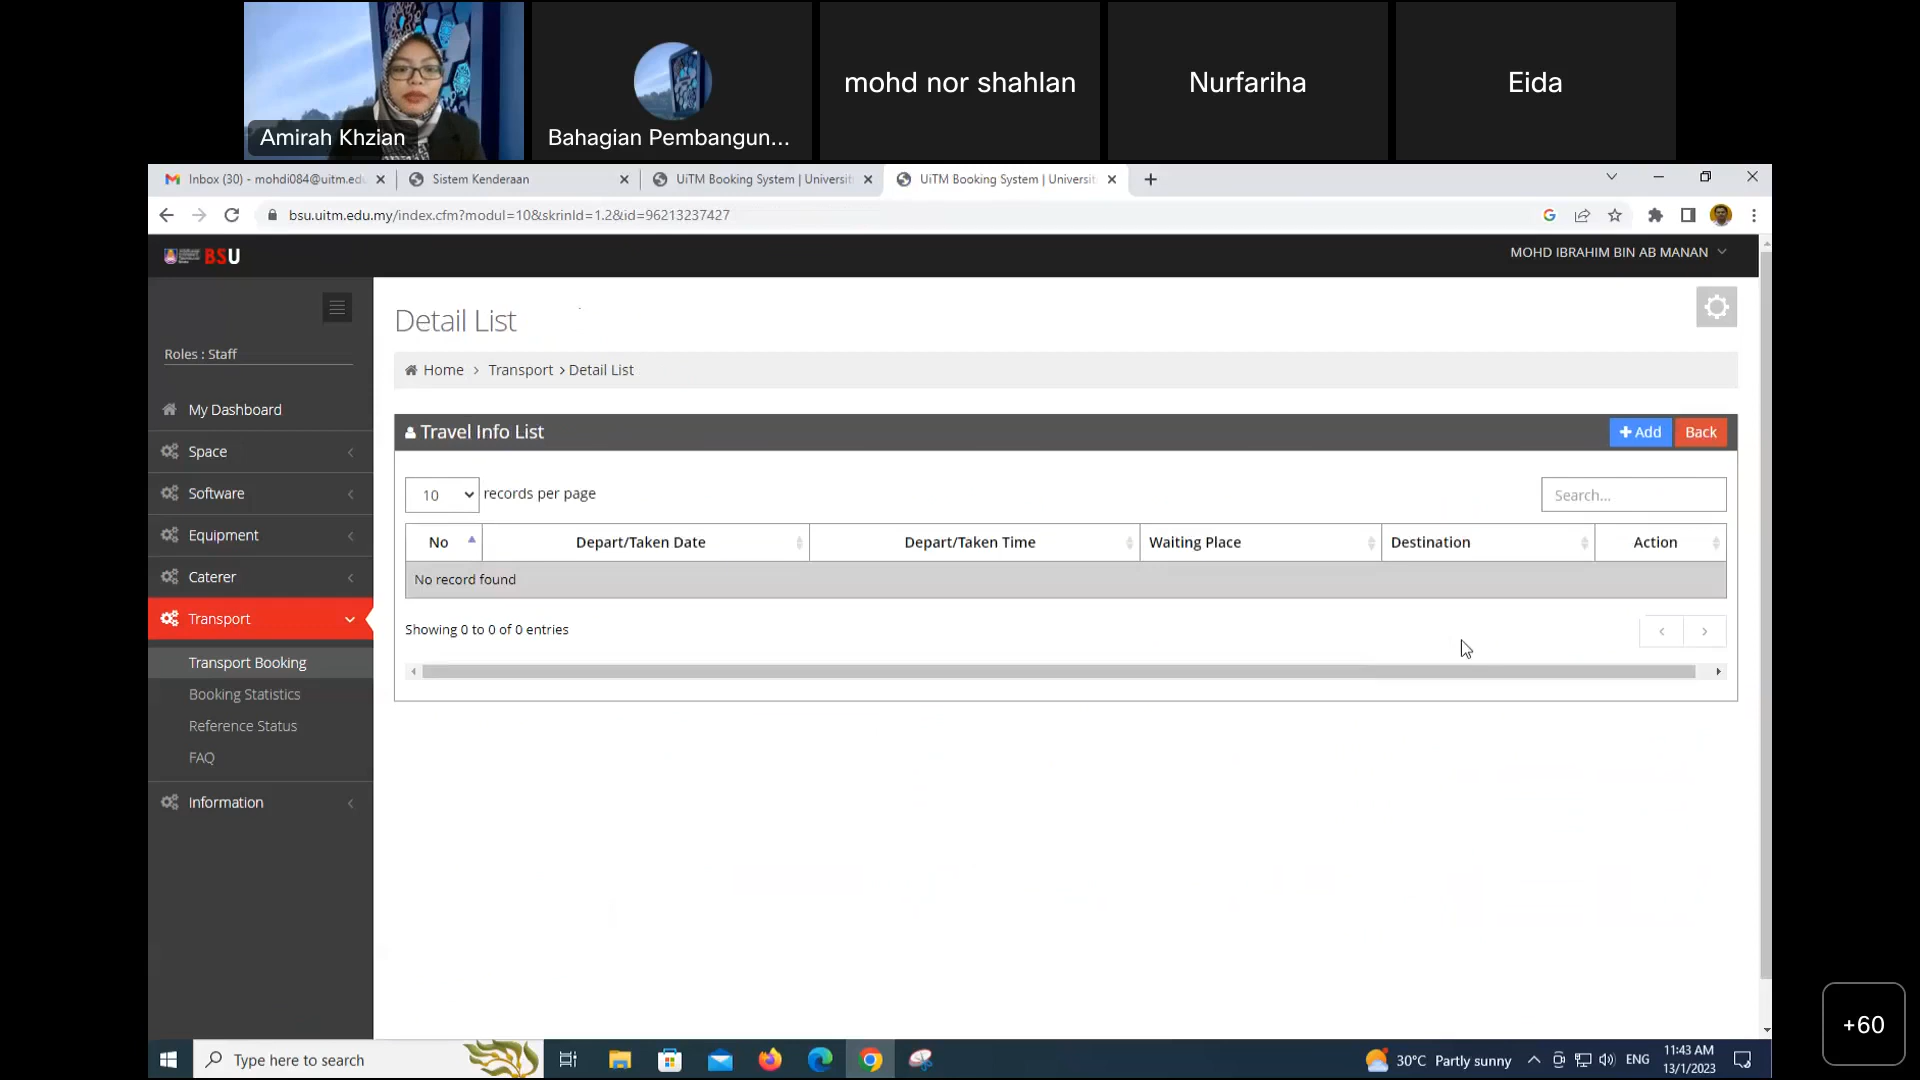 Amirah Khzian
Bahagian Pembangun...
mohd nor shahlan
Nurfariha
Eida
Inbox (30) - mohdi084@uitm.ed
Sistem Kenderaan
UiTM Booking System | Universit
UiTM Booking System | Universit
bsu.uitm.edu.my/index.cfm?modul=10&skrinId=1.2&id=96213237427
BSU
MOHD IBRAHIM BIN AB MANAN
Roles : Staff
My Dashboard
Space
Software
Equipment
Caterer
Transport
Transport Booking
Booking Statistics
Reference Status
FAQ
Information
Detail List
Home > Transport > Detail List
Travel Info List
+ Add
Back
10 records per page
Search...
No
Depart/Taken Date
Depart/Taken Time
Waiting Place
Destination
Action
No record found
Showing 0 to 0 of 0 entries
+60
Type here to search
30°C Partly sunny
ENG
11:43 AM
13/1/2023